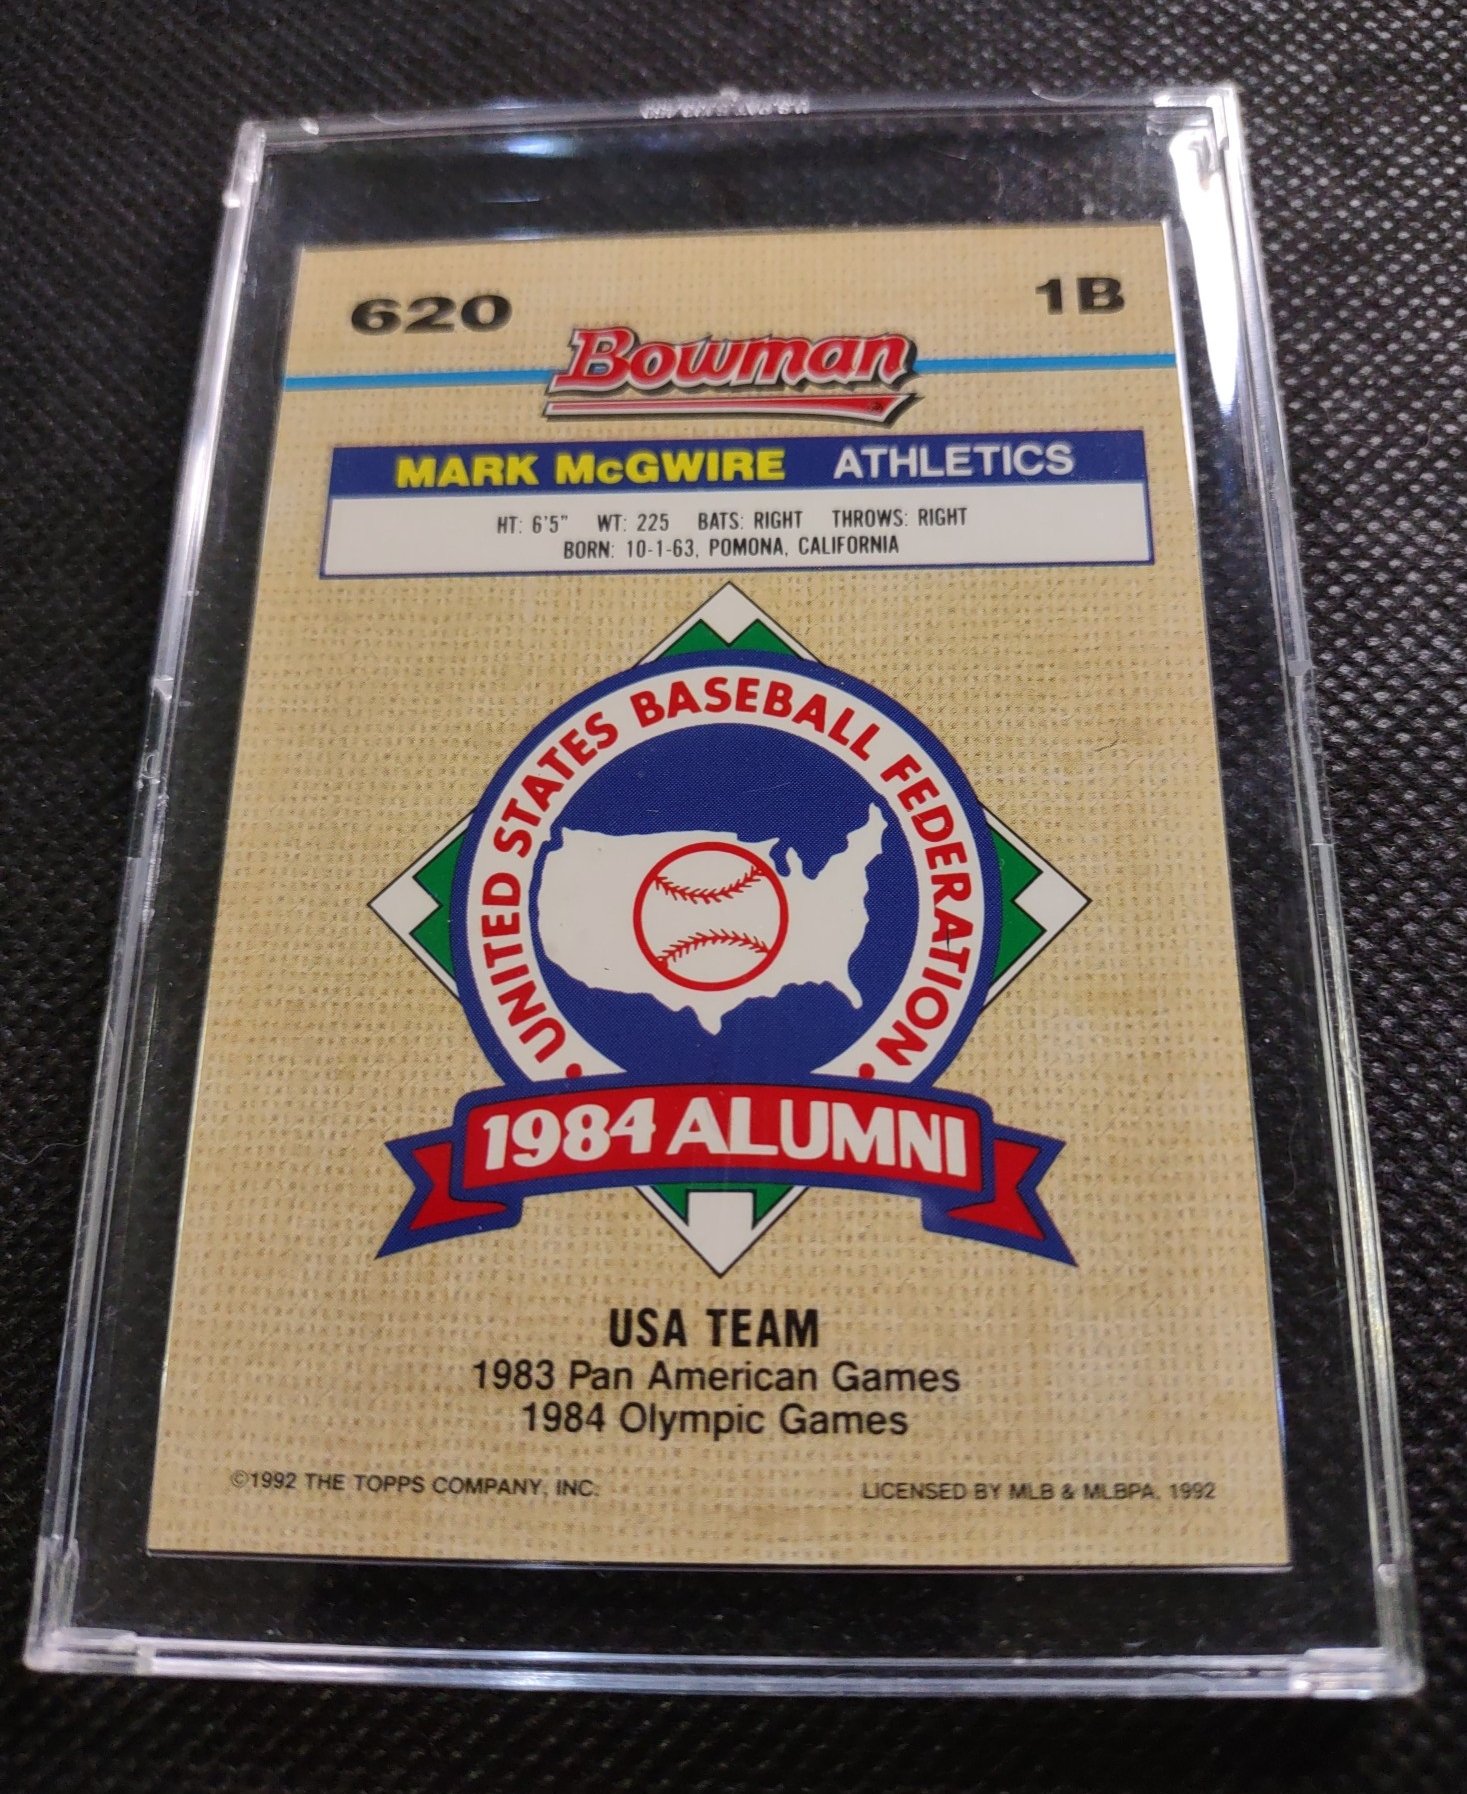 620
1B
Bowman
MARK McGWIRE ATHLETICS
HT: 6'5" WT: 225 BATS: RIGHT THROWS: RIGHT
BORN: 10-1-63, POMONA, CALIFORNIA
• UNITED STATES BASEBALL FEDERATION •
1984 ALUMNI
USA TEAM
1983 Pan American Games
1984 Olympic Games
©1992 THE TOPPS COMPANY, INC.
LICENSED BY MLB & MLBPA, 1992